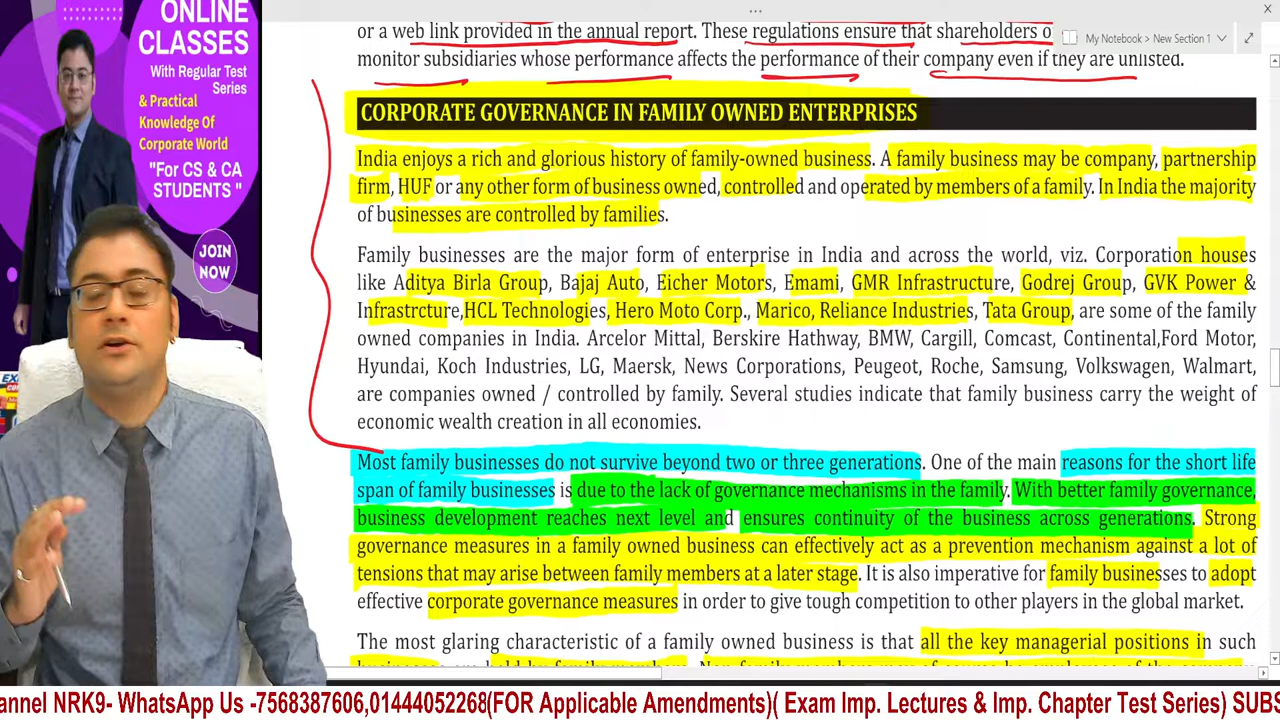 ONLINE
CLASSES
With Regular Test
Series
& Practical
Knowledge Of
Corporate World
"For CS & CA
STUDENTS "
JOIN
NOW
My Notebook > New Section 1
or a web link provided in the annual report. These regulations ensure that shareholders o
monitor subsidiaries whose performance affects the performance of their company even if they are unlisted.
CORPORATE GOVERNANCE IN FAMILY OWNED ENTERPRISES
India enjoys a rich and glorious history of family-owned business. A family business may be company, partnership
firm, HUF or any other form of business owned, controlled and operated by members of a family. In India the majority
of businesses are controlled by families.
Family businesses are the major form of enterprise in India and across the world, viz. Corporation houses
like Aditya Birla Group, Bajaj Auto, Eicher Motors, Emami, GMR Infrastructure, Godrej Group, GVK Power &
Infrastrcture,HCL Technologies, Hero Moto Corp., Marico, Reliance Industries, Tata Group, are some of the family
owned companies in India. Arcelor Mittal, Berskire Hathway, BMW, Cargill, Comcast, Continental,Ford Motor,
Hyundai, Koch Industries, LG, Maersk, News Corporations, Peugeot, Roche, Samsung, Volkswagen, Walmart,
are companies owned / controlled by family. Several studies indicate that family business carry the weight of
economic wealth creation in all economies.
Most family businesses do not survive beyond two or three generations. One of the main reasons for the short life
span of family businesses is due to the lack of governance mechanisms in the family. With better family governance,
business development reaches next level and ensures continuity of the business across generations. Strong
governance measures in a family owned business can effectively act as a prevention mechanism against a lot of
tensions that may arise between family members at a later stage. It is also imperative for family businesses to adopt
effective corporate governance measures in order to give tough competition to other players in the global market.
The most glaring characteristic of a family owned business is that all the key managerial positions in such
annel NRK9- WhatsApp Us -7568387606,01444052268(FOR Applicable Amendments)( Exam Imp. Lectures & Imp. Chapter Test Series) SUBS